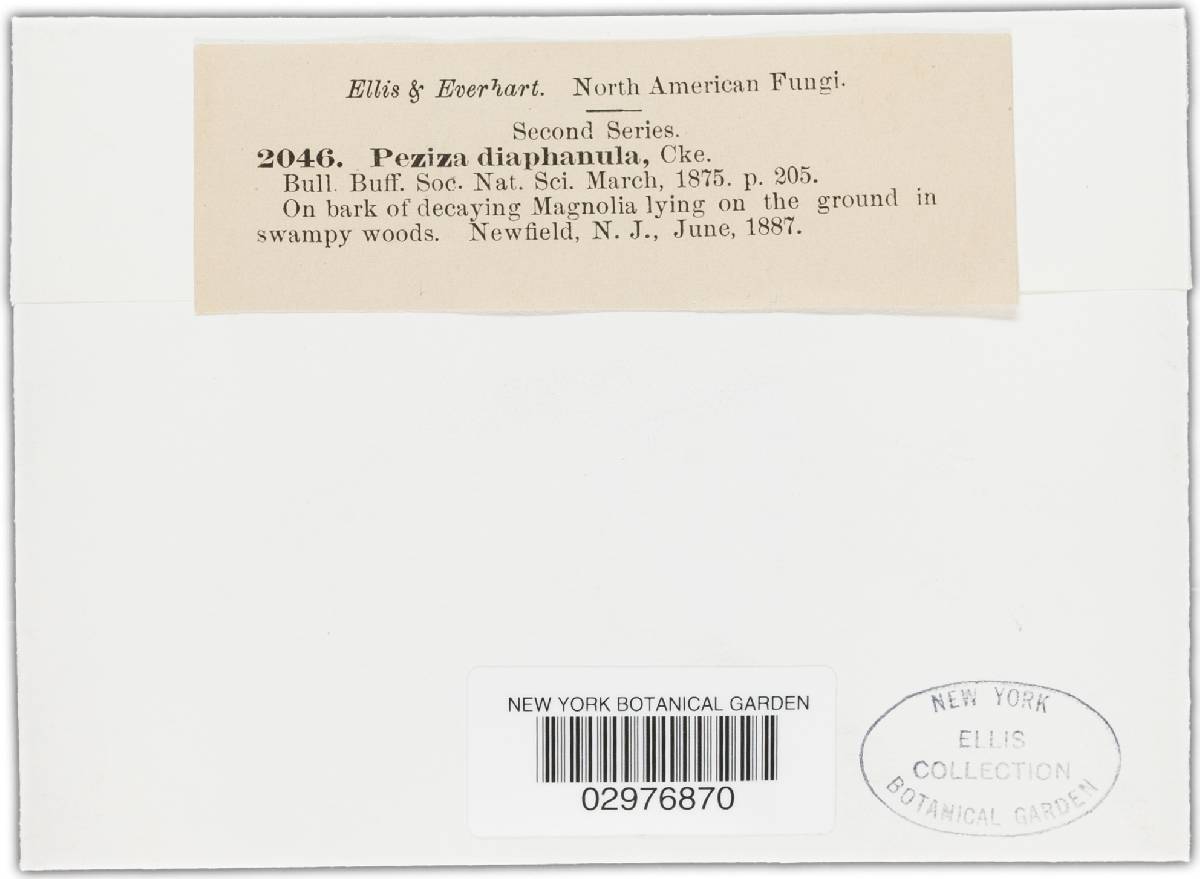 Ellis & Everhart. North American Fungi.
Second Series.
2046. Peziza diaphanula, Cke.
Bull. Buff. Soc. Nat. Sci. March, 1875. p. 205.
On bark of decaying Magnolia lying on the ground in
swampy woods. Newfield, N. J., June, 1887.
NEW YORK BOTANICAL GARDEN
02976870
NEW YORK
ELLIS
COLLECTION
BOTANICAL GARDEN